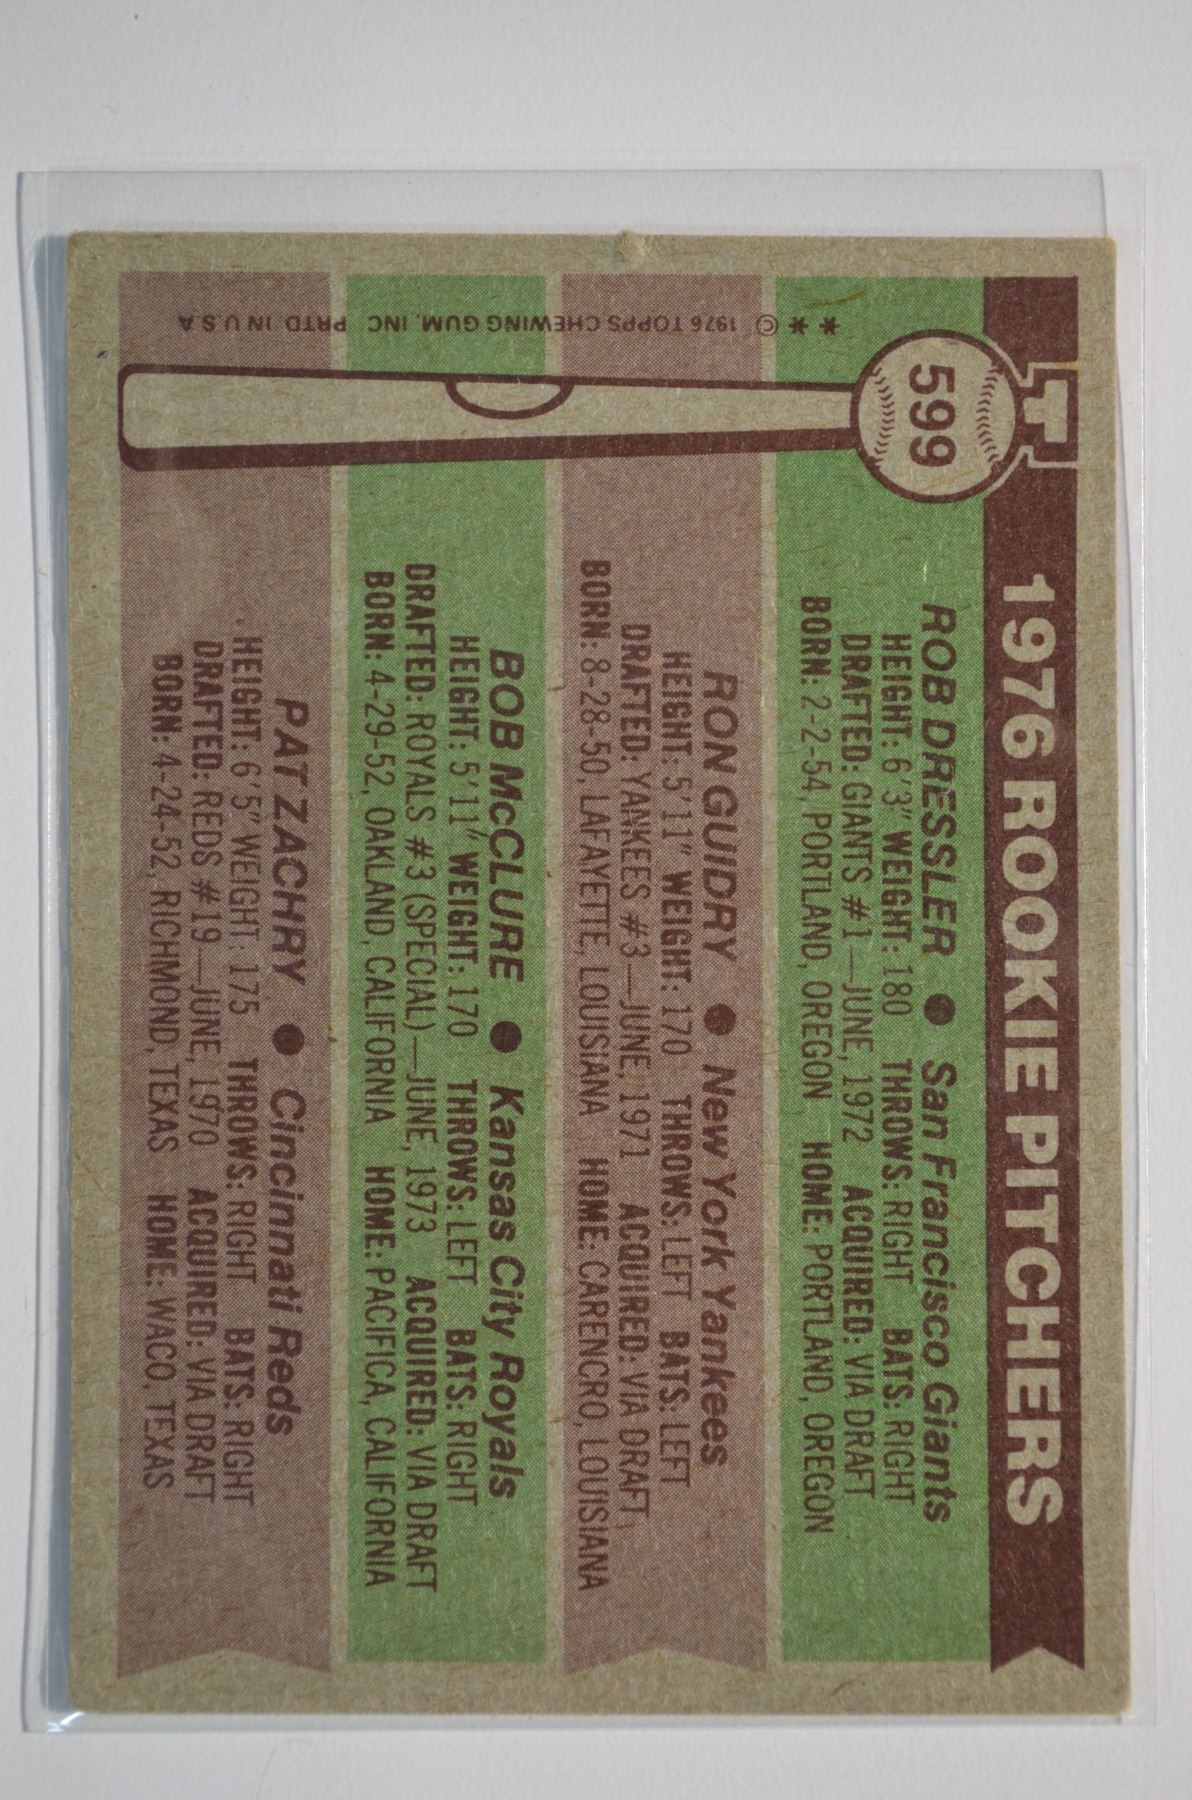 1976 ROOKIE PITCHERS
T
599
ROB DRESSLER ● San Francisco Giants
HEIGHT: 6'3" WEIGHT: 180 THROWS: RIGHT BATS: RIGHT
DRAFTED: GIANTS #1—JUNE, 1972 ACQUIRED: VIA DRAFT
BORN: 2-2-54, PORTLAND, OREGON HOME: PORTLAND, OREGON
RON GUIDRY ● New York Yankees
HEIGHT: 5'11" WEIGHT: 170 THROWS: LEFT BATS: LEFT
DRAFTED: YANKEES #3—JUNE, 1971 ACQUIRED: VIA DRAFT
BORN: 8-28-50, LAFAYETTE, LOUISIANA HOME: CARENCRO, LOUISIANA
BOB McCLURE ● Kansas City Royals
HEIGHT: 5'11" WEIGHT: 170 THROWS: LEFT BATS: RIGHT
DRAFTED: ROYALS #3 (SPECIAL)—JUNE, 1973 ACQUIRED: VIA DRAFT
BORN: 4-29-52, OAKLAND, CALIFORNIA HOME: PACIFICA, CALIFORNIA
PAT ZACHRY ● Cincinnati Reds
HEIGHT: 6'5" WEIGHT: 175 THROWS: RIGHT BATS: RIGHT
DRAFTED: REDS #19—JUNE, 1970 ACQUIRED: VIA DRAFT
BORN: 4-24-52, RICHMOND, TEXAS HOME: WACO, TEXAS
** © 1976 TOPPS CHEWING GUM, INC PRTD IN U S A